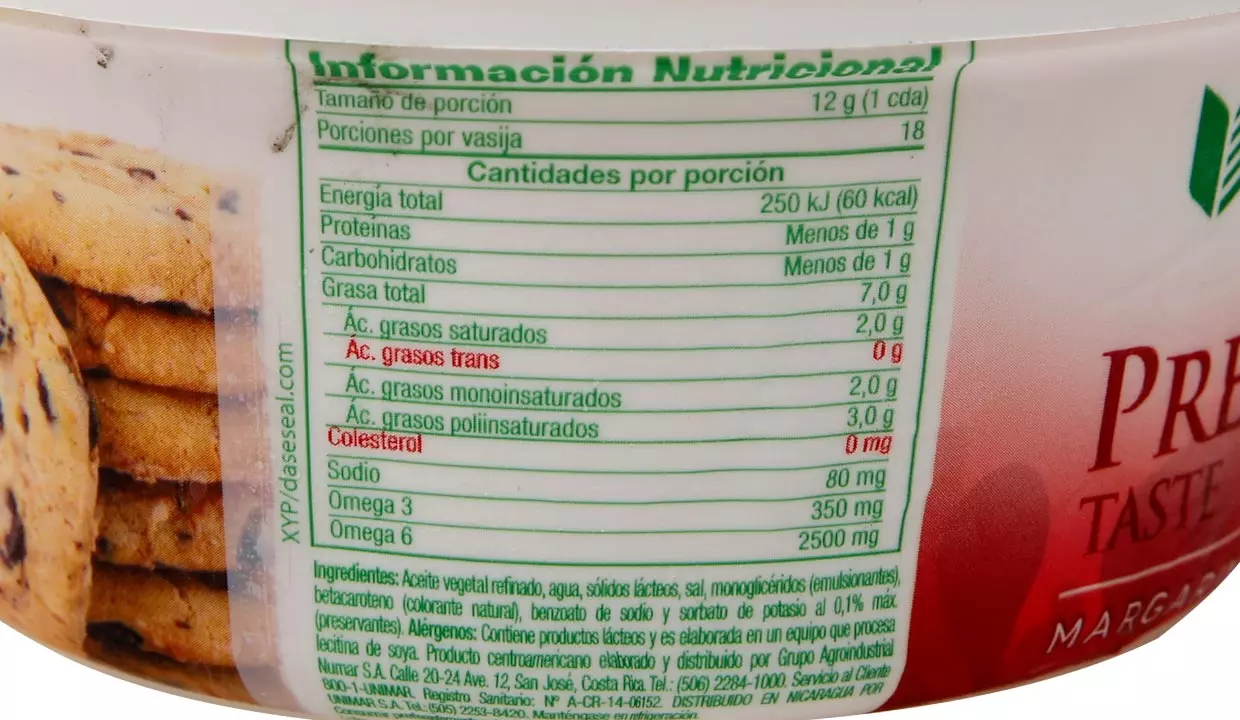 Información Nutricional
Tamaño de porción 12 g (1 cda)
Porciones por vasija 18
Cantidades por porción
Energía total 250 kJ (60 kcal)
Proteínas Menos de 1 g
Carbohidratos Menos de 1 g
Grasa total 7,0 g
Ác. grasos saturados 2,0 g
Ác. grasos trans 0 g
Ác. grasos monoinsaturados 2,0 g
Ác. grasos poliinsaturados 3,0 g
Colesterol 0 mg
Sodio 80 mg
Omega 3 350 mg
Omega 6 2500 mg
Ingredientes: Aceite vegetal refinado, agua, sólidos lácteos, sal, monoglicéridos (emulsionantes),
betacaroteno (colorante natural), benzoato de sodio y sorbato de potasio al 0,1% máx.
(preservantes). Alérgenos: Contiene productos lácteos y es elaborada en un equipo que procesa
lecitina de soya. Producto centroamericano elaborado y distribuido por Grupo Agroindustrial
Numar S.A. Calle 20-24 Ave. 12, San José, Costa Rica. Tel.: (506) 2284-1000. Servicio al Cliente
800-1-UNIMAR. Registro Sanitario: Nº A-CR-14-06152. DISTRIBUIDO EN NICARAGUA POR
UNIMAR S.A. Tel.: (505) 2253-8420. Manténgase en refrigeración.
XYP/daseseal.com
PRE
TASTE
MARGAR